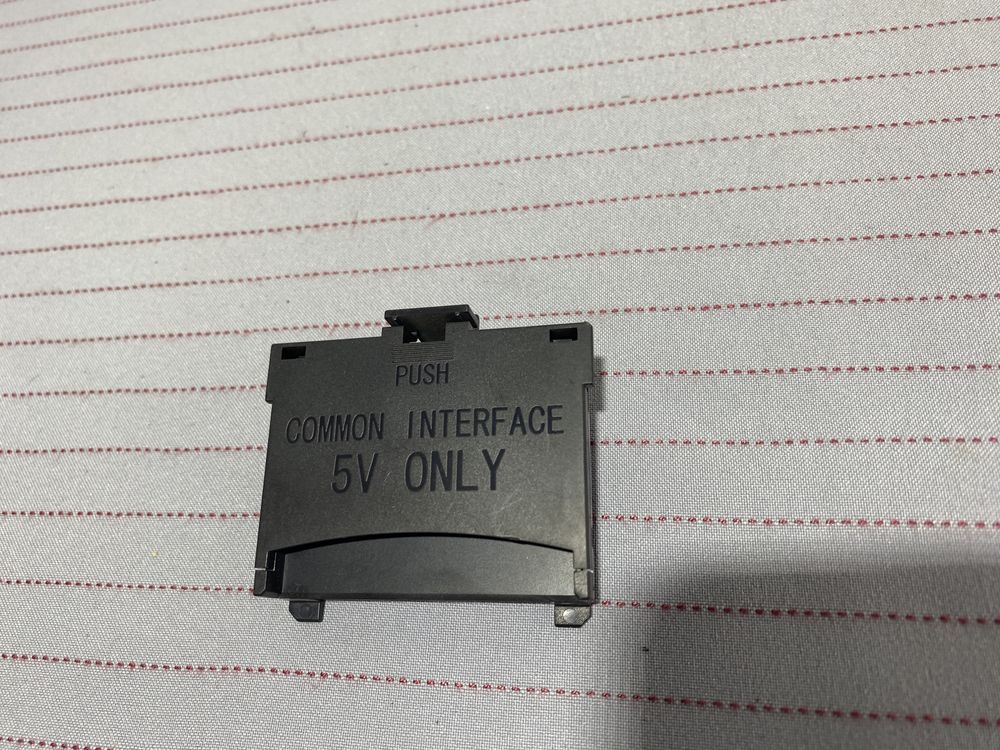 PUSH
COMMON INTERFACE
5V ONLY